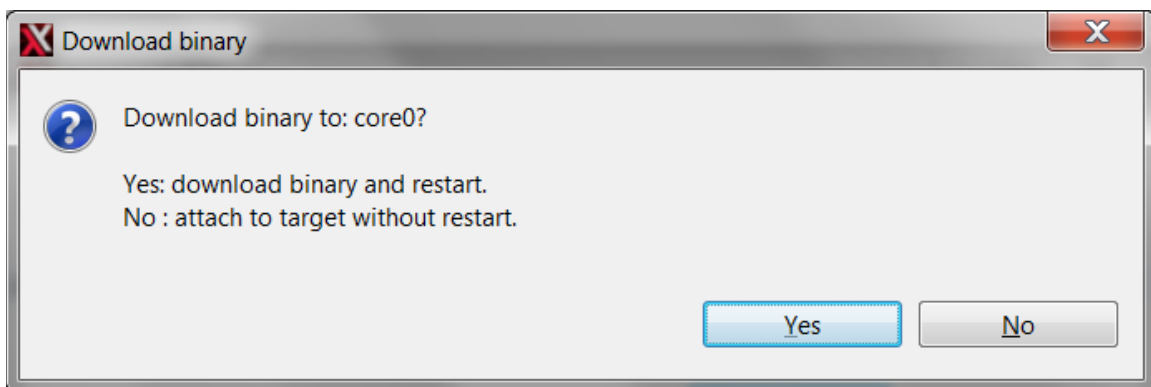 Download binary
Download binary to: core0?
Yes: download binary and restart.
No : attach to target without restart.
Yes
No